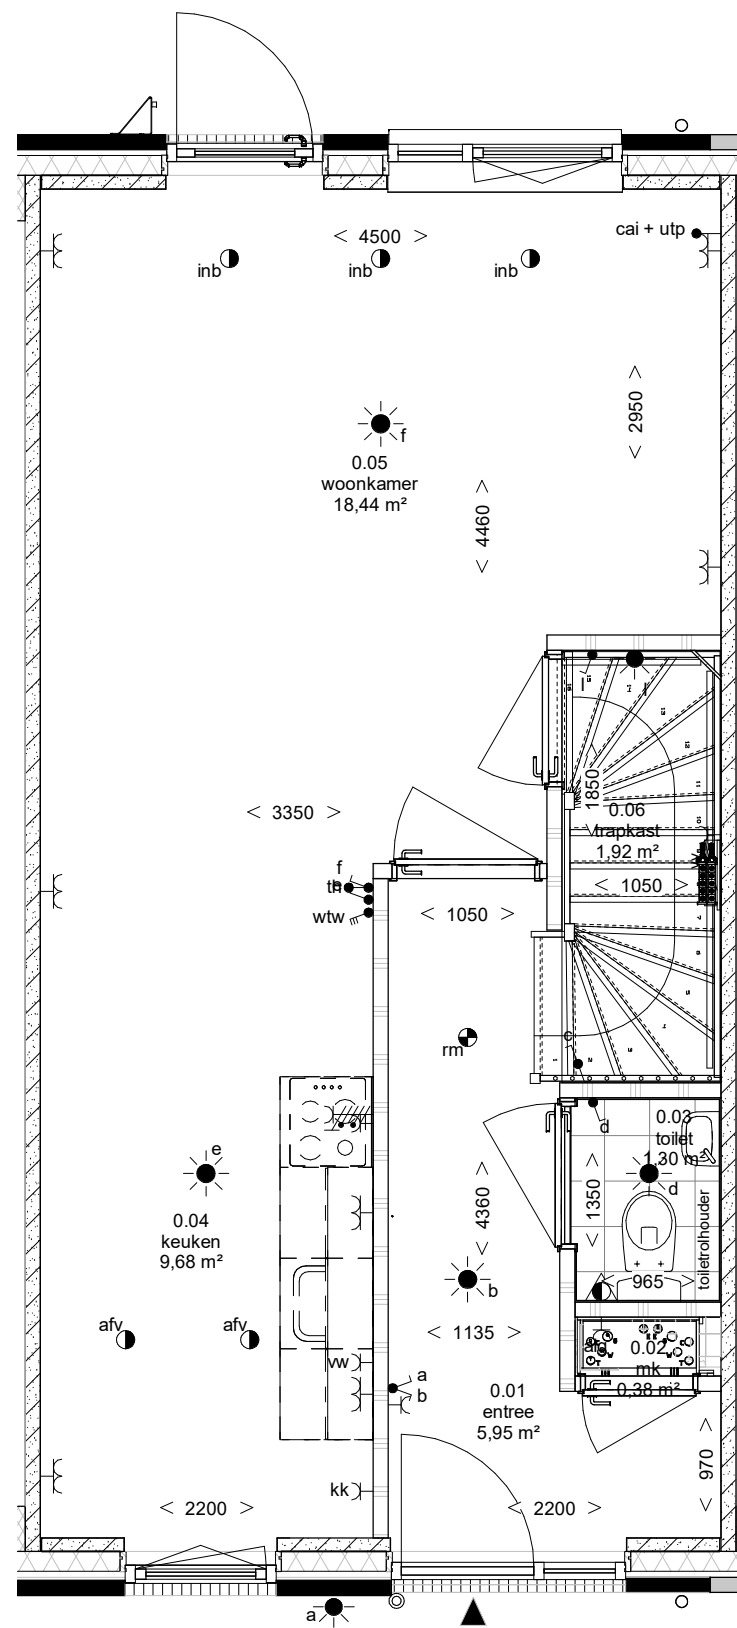 cai + utp
4500
inb
inb
inb
2950
f
0.05
woonkamer
18,44 m²
4460
1850
0.06
trapkast
1,92 m²
3350
1050
f
th
wtw
1050
rm
c
d
0.03
toilet
1,30 m²
d
e
0.04
keuken
9,68 m²
4360
1350
toiletrolhouder
965
b
afv
afv
1135
vw
a
b
0.02
mk
0,38 m²
0.01
entree
5,95 m²
970
kk
2200
2200
a